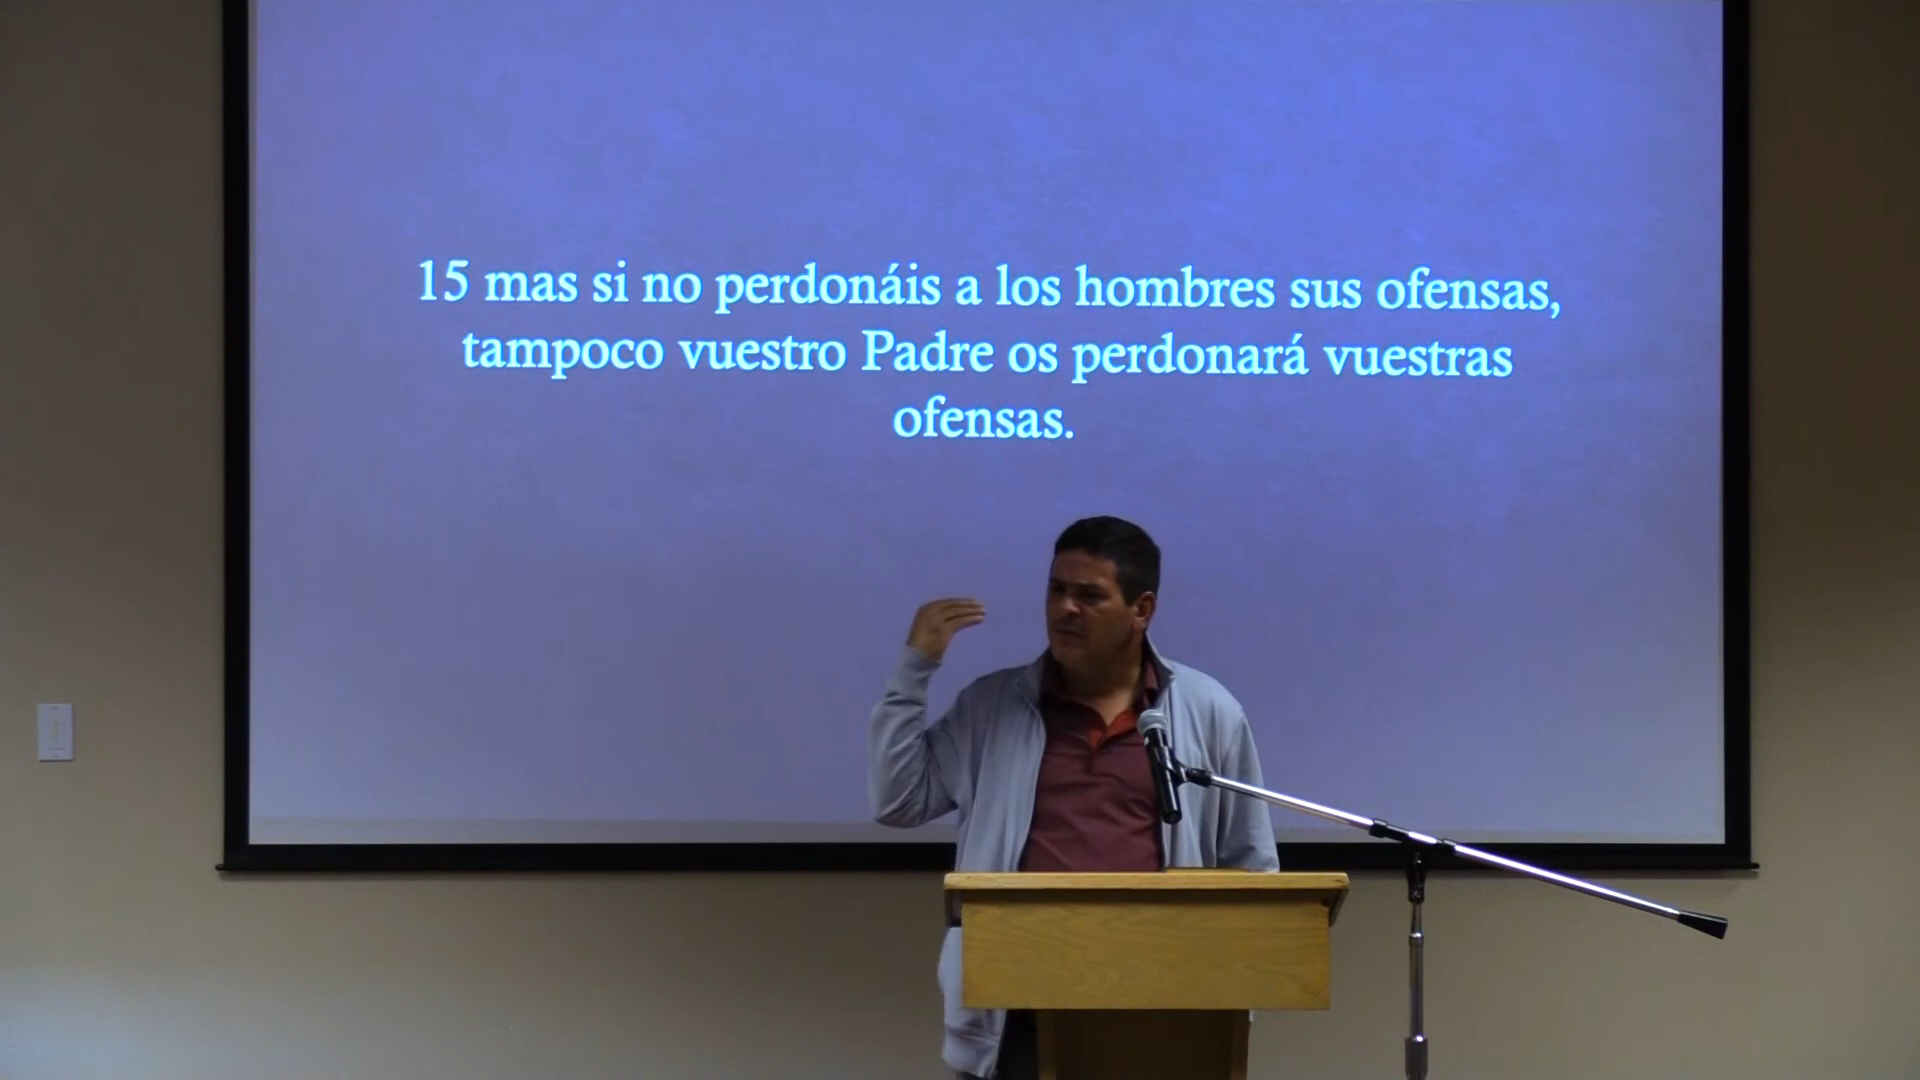 15 mas si no perdonáis a los hombres sus ofensas,
tampoco vuestro Padre os perdonará vuestras
ofensas.